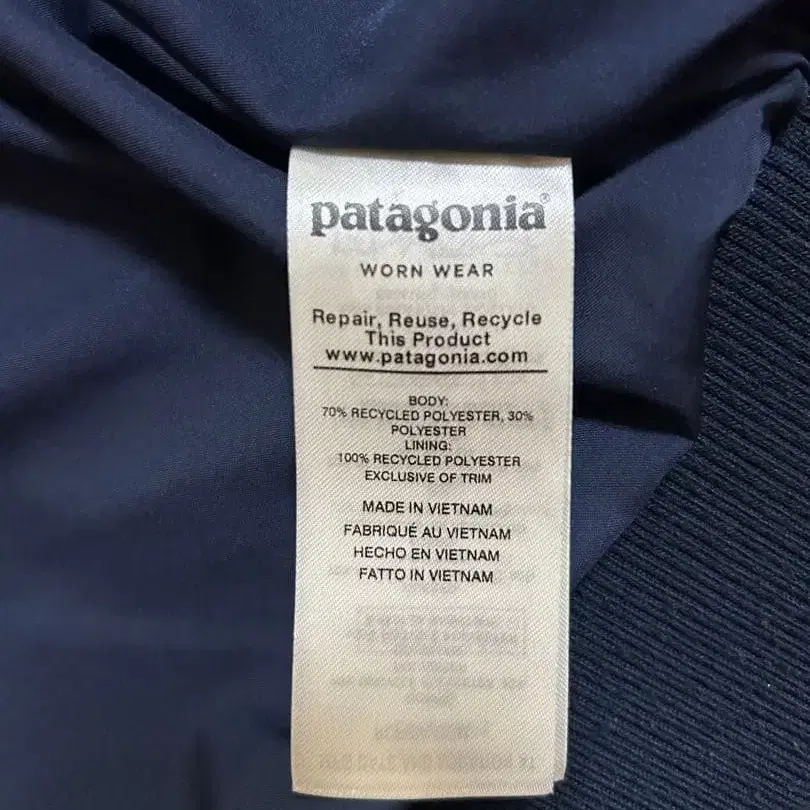 patagonia®
WORN WEAR
Repair, Reuse, Recycle
This Product
www.patagonia.com
BODY:
70% RECYCLED POLYESTER, 30%
POLYESTER
LINING:
100% RECYCLED POLYESTER
EXCLUSIVE OF TRIM
MADE IN VIETNAM
FABRIQUÉ AU VIETNAM
HECHO EN VIETNAM
FATTO IN VIETNAM